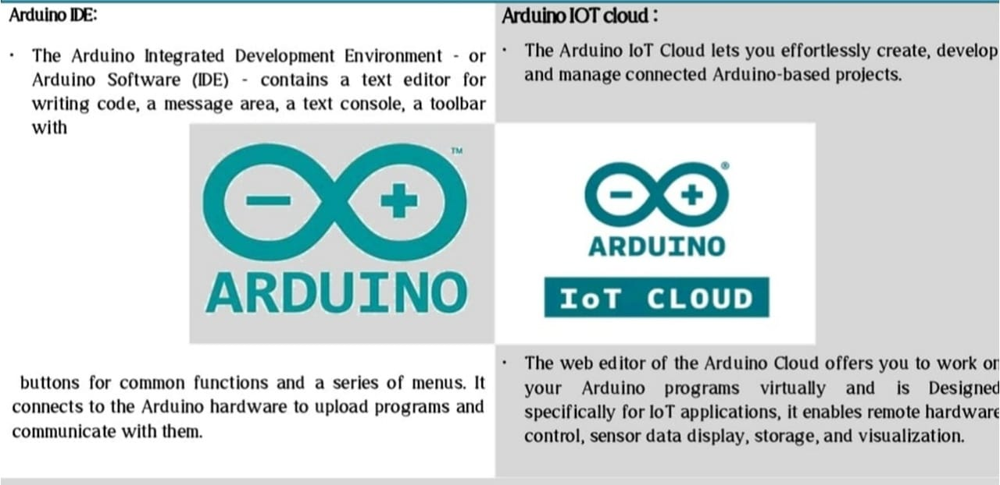 Arduino IDE:
· The Arduino Integrated Development Environment - or
Arduino Software (IDE) - contains a text editor for
writing code, a message area, a text console, a toolbar
with
™
ARDUINO
buttons for common functions and a series of menus. It
connects to the Arduino hardware to upload programs and
communicate with them.
Arduino IOT cloud :
· The Arduino IoT Cloud lets you effortlessly create, develop
and manage connected Arduino-based projects.
®
ARDUINO
IoT CLOUD
· The web editor of the Arduino Cloud offers you to work on
your Arduino programs virtually and is Designed
specifically for IoT applications, it enables remote hardware
control, sensor data display, storage, and visualization.